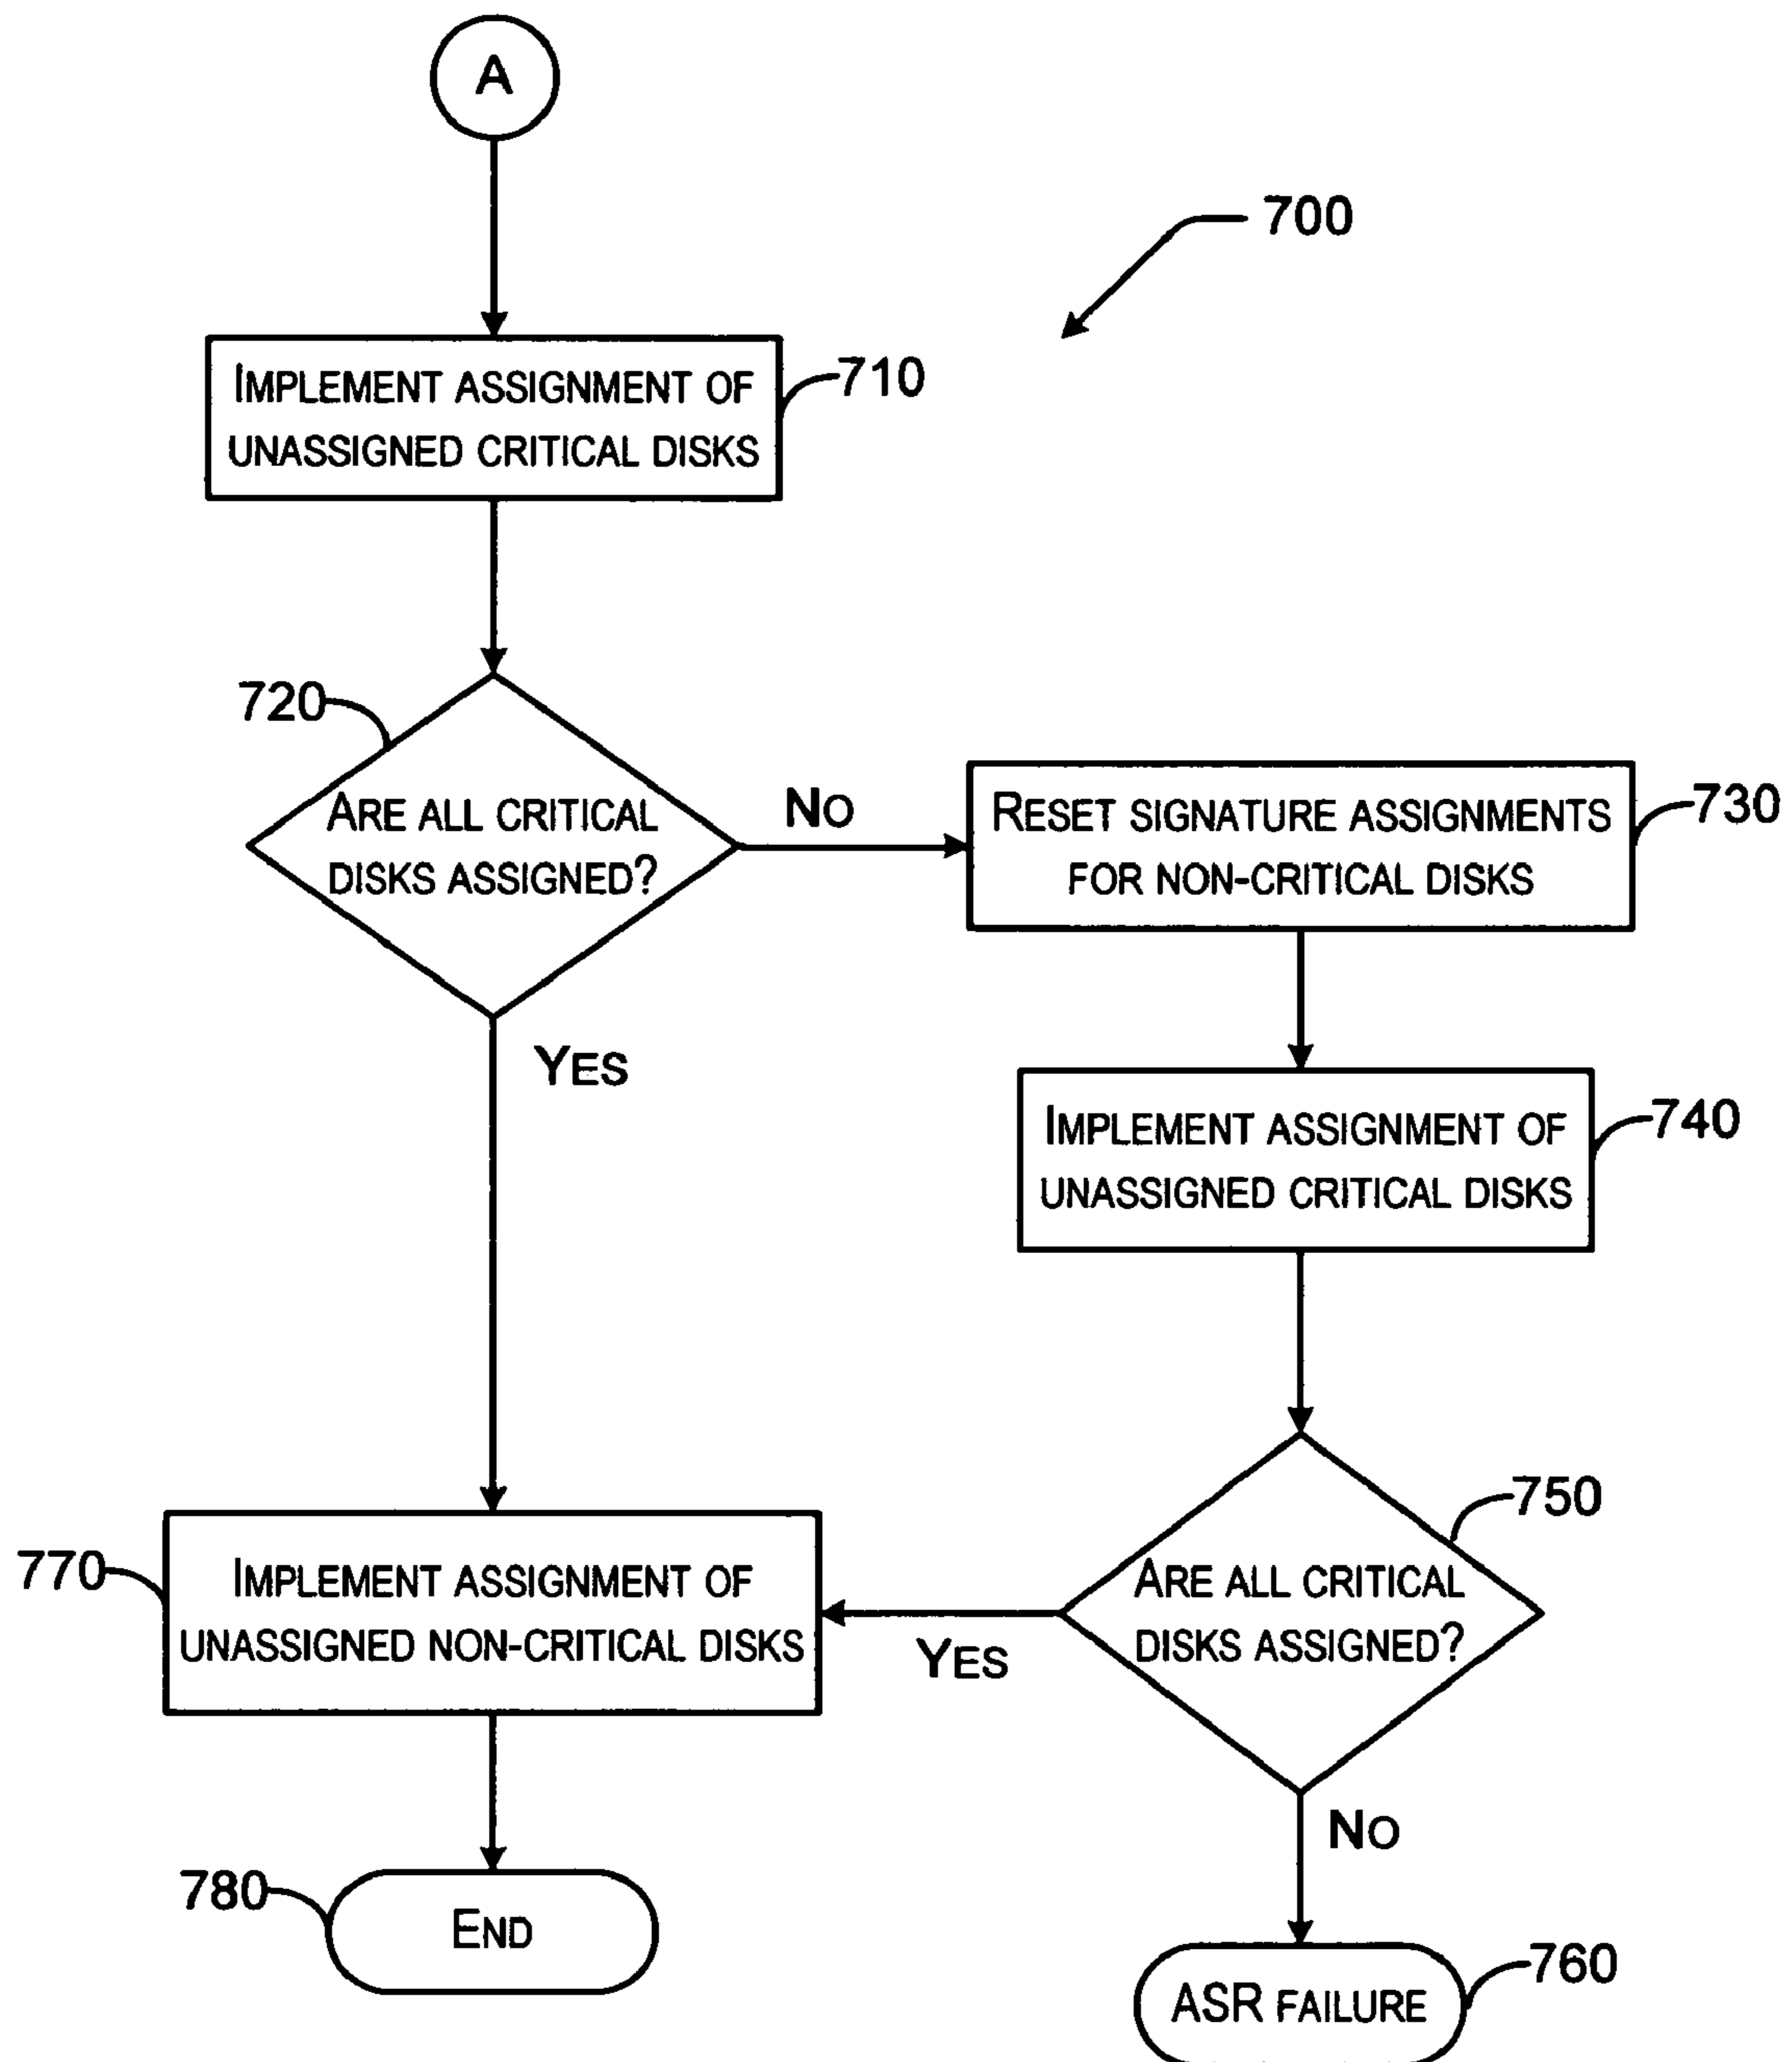 A
700
IMPLEMENT ASSIGNMENT OF
UNASSIGNED CRITICAL DISKS
710
720
ARE ALL CRITICAL
DISKS ASSIGNED?
NO
YES
RESET SIGNATURE ASSIGNMENTS
FOR NON-CRITICAL DISKS
730
IMPLEMENT ASSIGNMENT OF
UNASSIGNED CRITICAL DISKS
740
750
ARE ALL CRITICAL
DISKS ASSIGNED?
YES
NO
770
IMPLEMENT ASSIGNMENT OF
UNASSIGNED NON-CRITICAL DISKS
780
END
ASR FAILURE
760